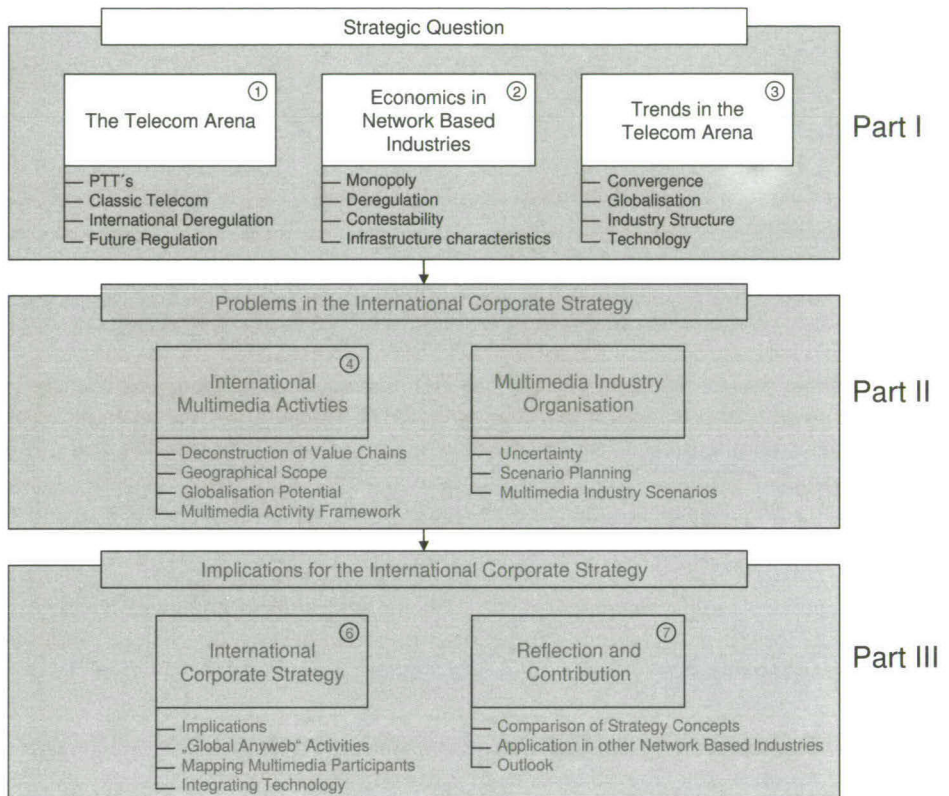 Strategic Question
1
The Telecom Arena
PTT´s
Classic Telecom
International Deregulation
Future Regulation
2
Economics in
Network Based
Industries
Monopoly
Deregulation
Contestability
Infrastructure characteristics
3
Trends in the
Telecom Arena
Convergence
Globalisation
Industry Structure
Technology
Part I
Problems in the International Corporate Strategy
4
International
Multimedia Activties
Deconstruction of Value Chains
Geographical Scope
Globalisation Potential
Multimedia Activity Framework
Multimedia Industry
Organisation
Uncertainty
Scenario Planning
Multimedia Industry Scenarios
Part II
Implications for the International Corporate Strategy
6
International
Corporate Strategy
Implications
„Global Anyweb“ Activities
Mapping Multimedia Participants
Integrating Technology
7
Reflection and
Contribution
Comparison of Strategy Concepts
Application in other Network Based Industries
Outlook
Part III